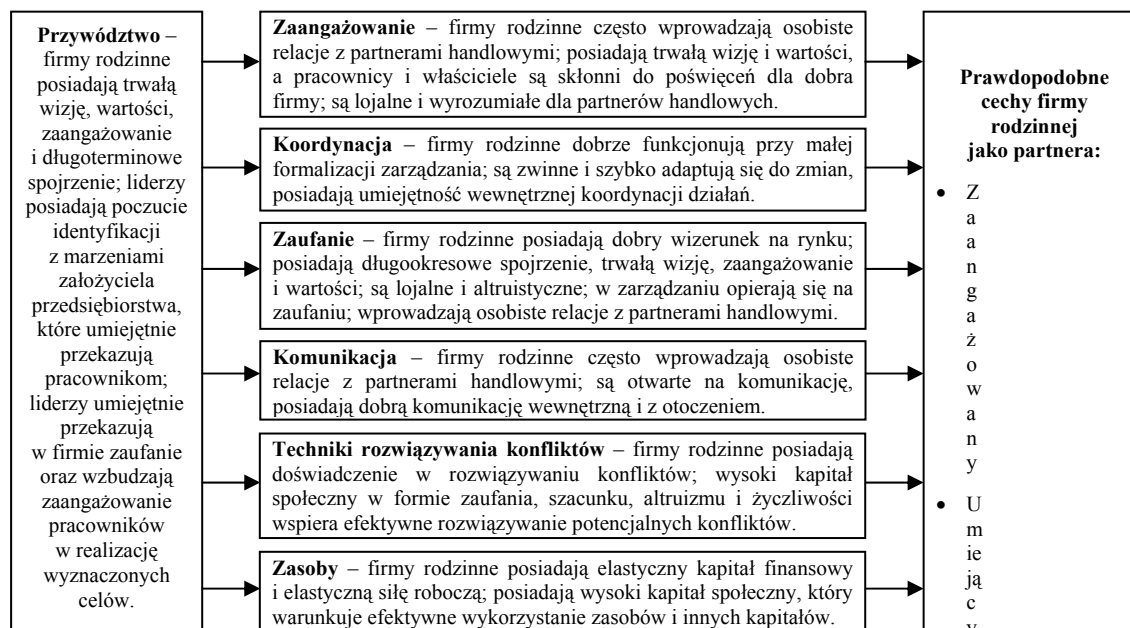 Przywództwo –
firmy rodzinne
posiadają trwałą
wizję, wartości,
zaangażowanie
i długoterminowe
spojrzenie; liderzy
posiadają poczucie
identyfikacji
z marzeniami
założyciela
przedsiębiorstwa,
które umiejętnie
przekazują
pracownikom;
liderzy umiejętnie
przekazują
w firmie zaufanie
oraz wzbudzają
zaangażowanie
pracowników
w realizację
wyznaczonych
celów.
Zaangażowanie – firmy rodzinne często wprowadzają osobiste
relacje z partnerami handlowymi; posiadają trwałą wizję i wartości,
a pracownicy i właściciele są skłonni do poświęceń dla dobra
firmy; są lojalne i wyrozumiałe dla partnerów handlowych.
Koordynacja – firmy rodzinne dobrze funkcjonują przy małej
formalizacji zarządzania; są zwinne i szybko adaptują się do zmian,
posiadają umiejętność wewnętrznej koordynacji działań.
Zaufanie – firmy rodzinne posiadają dobry wizerunek na rynku;
posiadają długookresowe spojrzenie, trwałą wizję, zaangażowanie
i wartości; są lojalne i altruistyczne; w zarządzaniu opierają się na
zaufaniu; wprowadzają osobiste relacje z partnerami handlowymi.
Komunikacja – firmy rodzinne często wprowadzają osobiste
relacje z partnerami handlowymi; są otwarte na komunikację,
posiadają dobrą komunikację wewnętrzną i z otoczeniem.
Techniki rozwiązywania konfliktów – firmy rodzinne posiadają
doświadczenie w rozwiązywaniu konfliktów; wysoki kapitał
społeczny w formie zaufania, szacunku, altruizmu i życzliwości
wspiera efektywne rozwiązywanie potencjalnych konfliktów.
Zasoby – firmy rodzinne posiadają elastyczny kapitał finansowy
i elastyczną siłę roboczą; posiadają wysoki kapitał społeczny, który
warunkuje efektywne wykorzystanie zasobów i innych kapitałów.
Prawdopodobne
cechy firmy
rodzinnej
jako partnera:
• Z
a
a
n
g
a
ż
o
w
a
n
y
• U
m
ie
ją
c